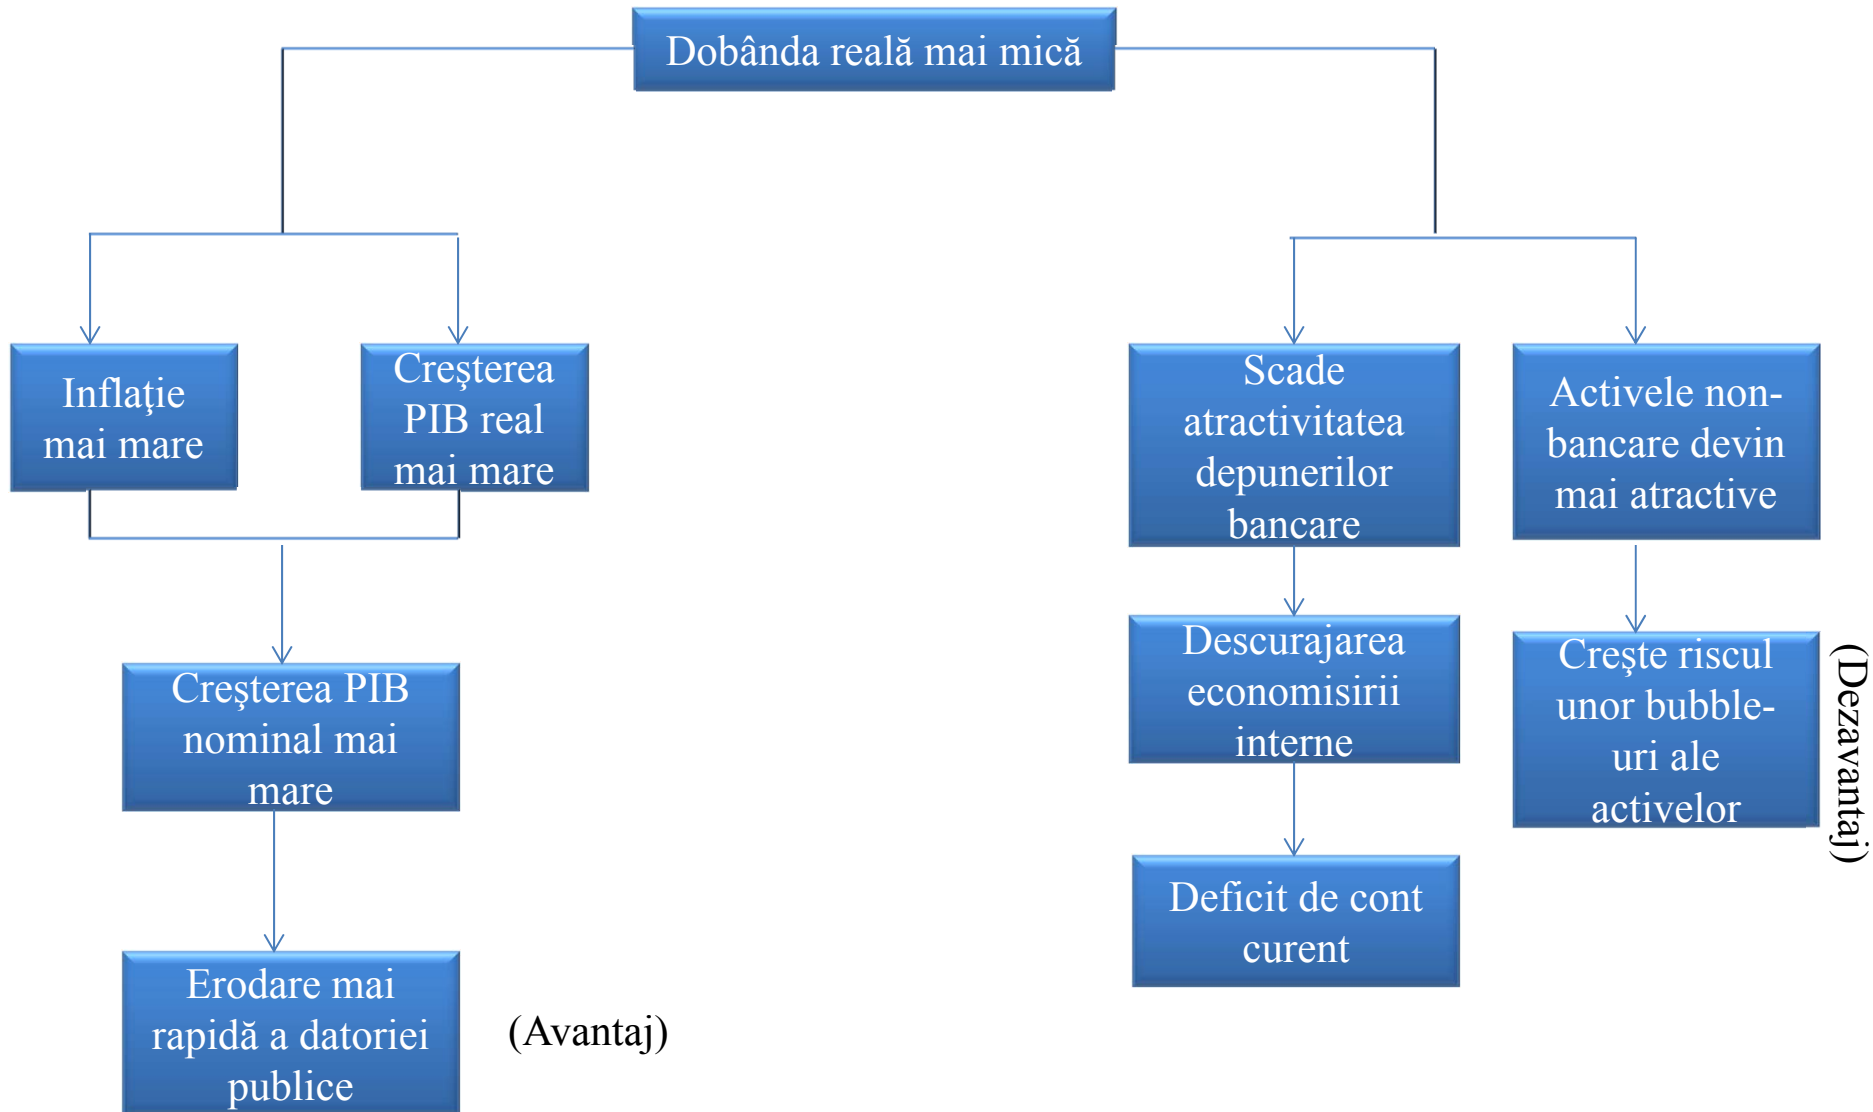 Dobânda reală mai mică
Inflaţie
mai mare
Creşterea
PIB real
mai mare
Scade
atractivitatea
depunerilor
bancare
Activele non-
bancare devin
mai atractive
Creşterea PIB
nominal mai
mare
Descurajarea
economisirii
interne
Creşte riscul
unor bubble-
uri ale
activelor
(Dezavantaj)
Deficit de cont
curent
Erodare mai
rapidă a datoriei
publice
(Avantaj)